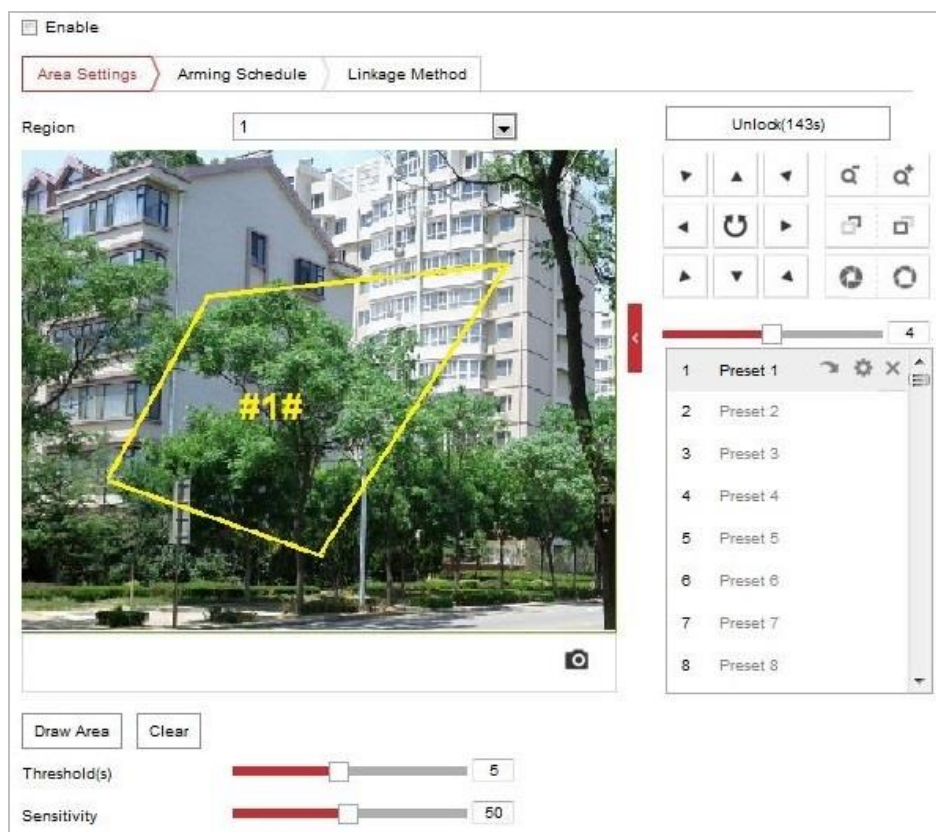 Enable
Area Settings
Arming Schedule
Linkage Method
Region
1
Unlock(143s)
#1#
4
1 Preset 1
2 Preset 2
3 Preset 3
4 Preset 4
5 Preset 5
6 Preset 6
7 Preset 7
8 Preset 8
Draw Area
Clear
Threshold(s)
5
Sensitivity
50